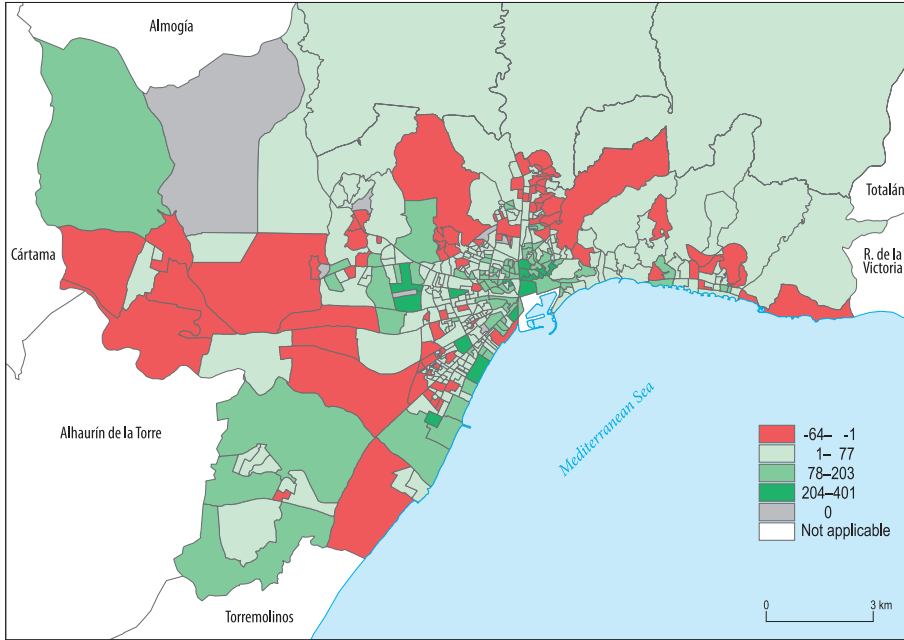 Almogía
Totalán
Cártama
R. de la
Victoria
Alhaurín de la Torre
Mediterranean Sea
-64– -1
1– 77
78–203
204–401
0
Not applicable
Torremolinos
0 3 km